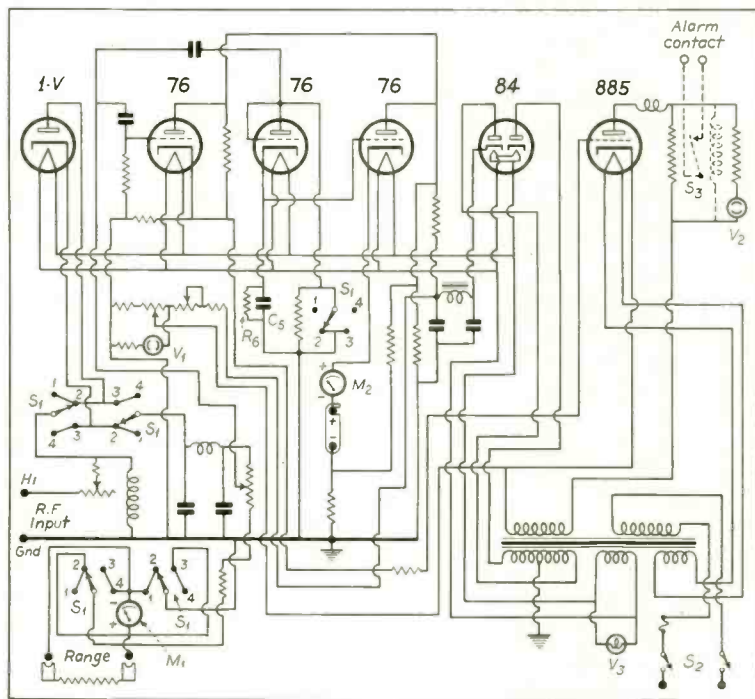 Alarm
contact
1-V 76 76 76 84 885
S3
V2
1 S1 4
R6 C5 2 3
V1
+ M2
+
-
1 2 3 4
S1
4 3 2 1 S1
H1
R.F.
Input
Gnd
2 3 2 3
1 4 1 4
S1 - S1
+
M1
Range
V3 S2